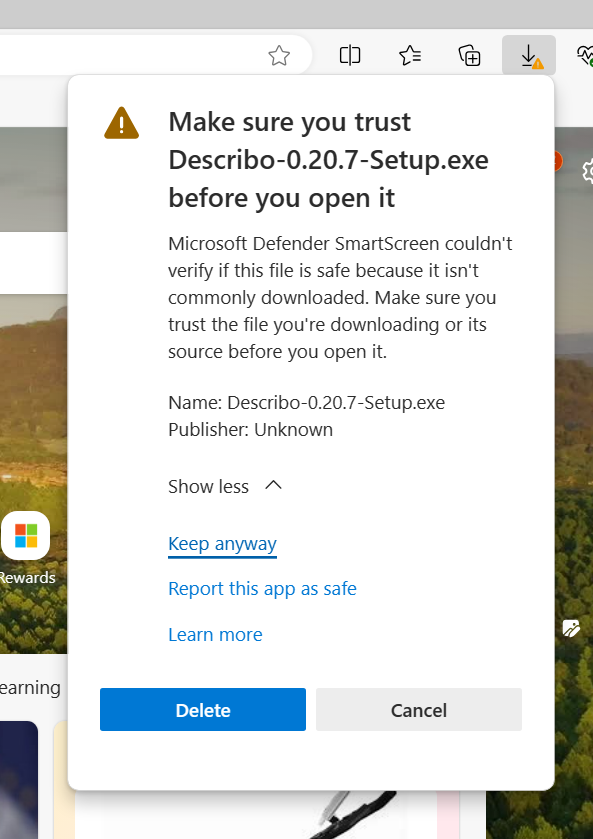 Make sure you trust
Describo-0.20.7-Setup.exe
before you open it
Microsoft Defender SmartScreen couldn't
verify if this file is safe because it isn't
commonly downloaded. Make sure you
trust the file you're downloading or its
source before you open it.
Name: Describo-0.20.7-Setup.exe
Publisher: Unknown
Show less
Keep anyway
Rewards
Report this app as safe
Learn more
earning
Delete
Cancel